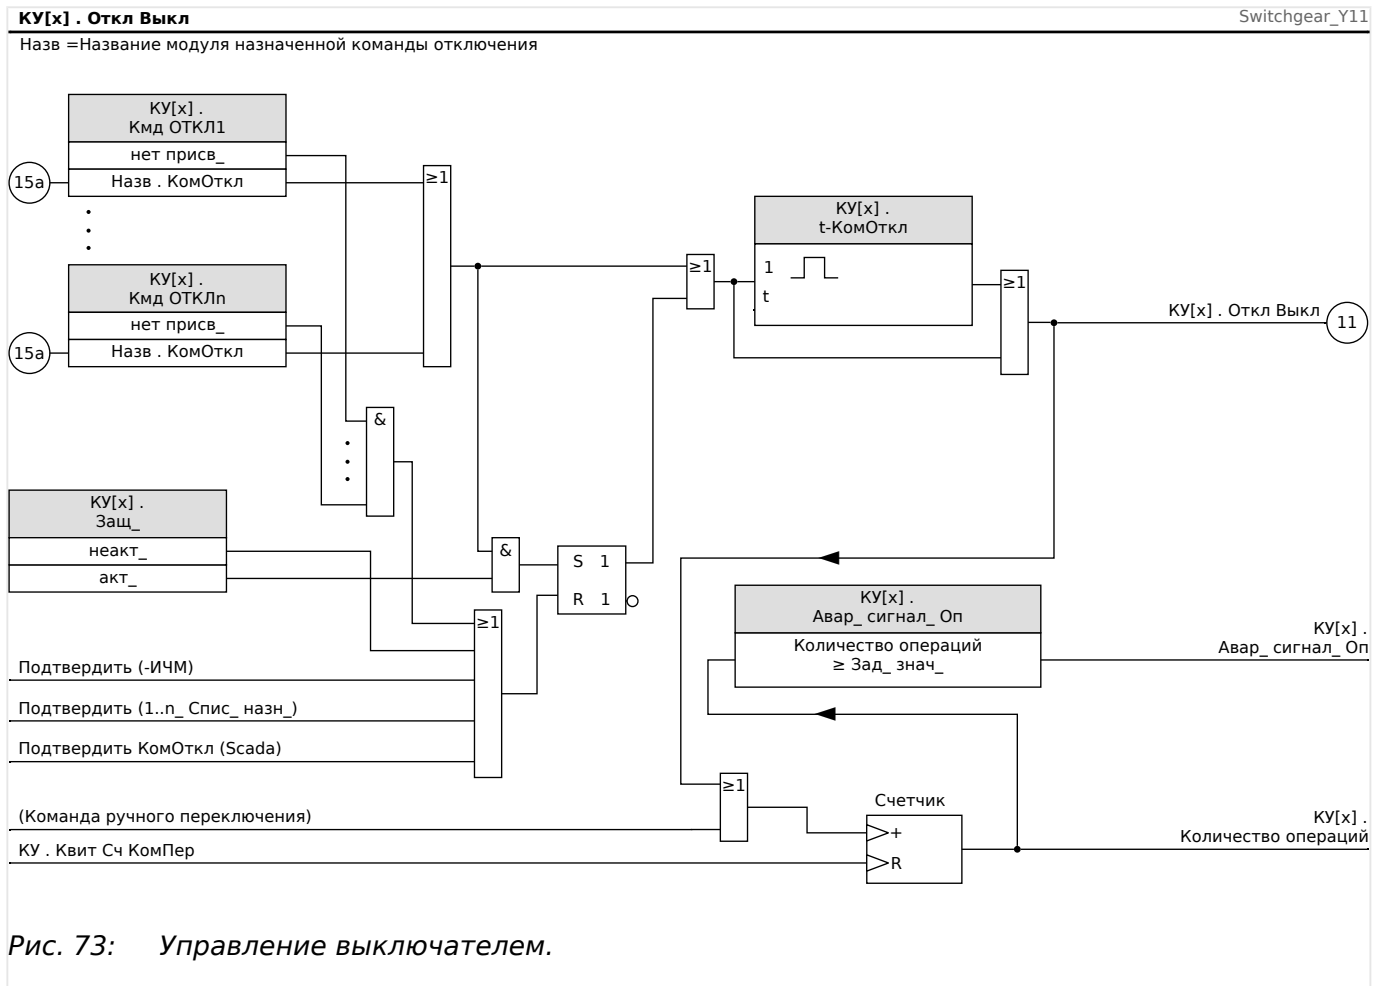 КУ[x] . Откл Выкл
Switchgear_Y11
Назв =Название модуля назначенной команды отключения
КУ[x] .
Кмд ОТКЛ1
нет присв_
15a
Назв . КомОткл
≥1
КУ[x] .
t-КомОткл
КУ[x] .
Кмд ОТКЛn
нет присв_
15a
Назв . КомОткл
≥1
1
t
≥1
КУ[x] . Откл Выкл
11
&
КУ[x] .
Защ_
неакт_
акт_
&
S 1
R 1
≥1
Подтвердить (-ИЧМ)
Подтвердить (1..n_ Спис_ назн_)
Подтвердить КомОткл (Scada)
КУ[x] .
Авар_ сигнал_ Оп
Количество операций
≥ Зад_ знач_
КУ[x] .
Авар_ сигнал_ Оп
≥1
Счетчик
+
R
(Команда ручного переключения)
КУ . Квит Сч КомПер
КУ[x] .
Количество операций
Рис. 73: Управление выключателем.